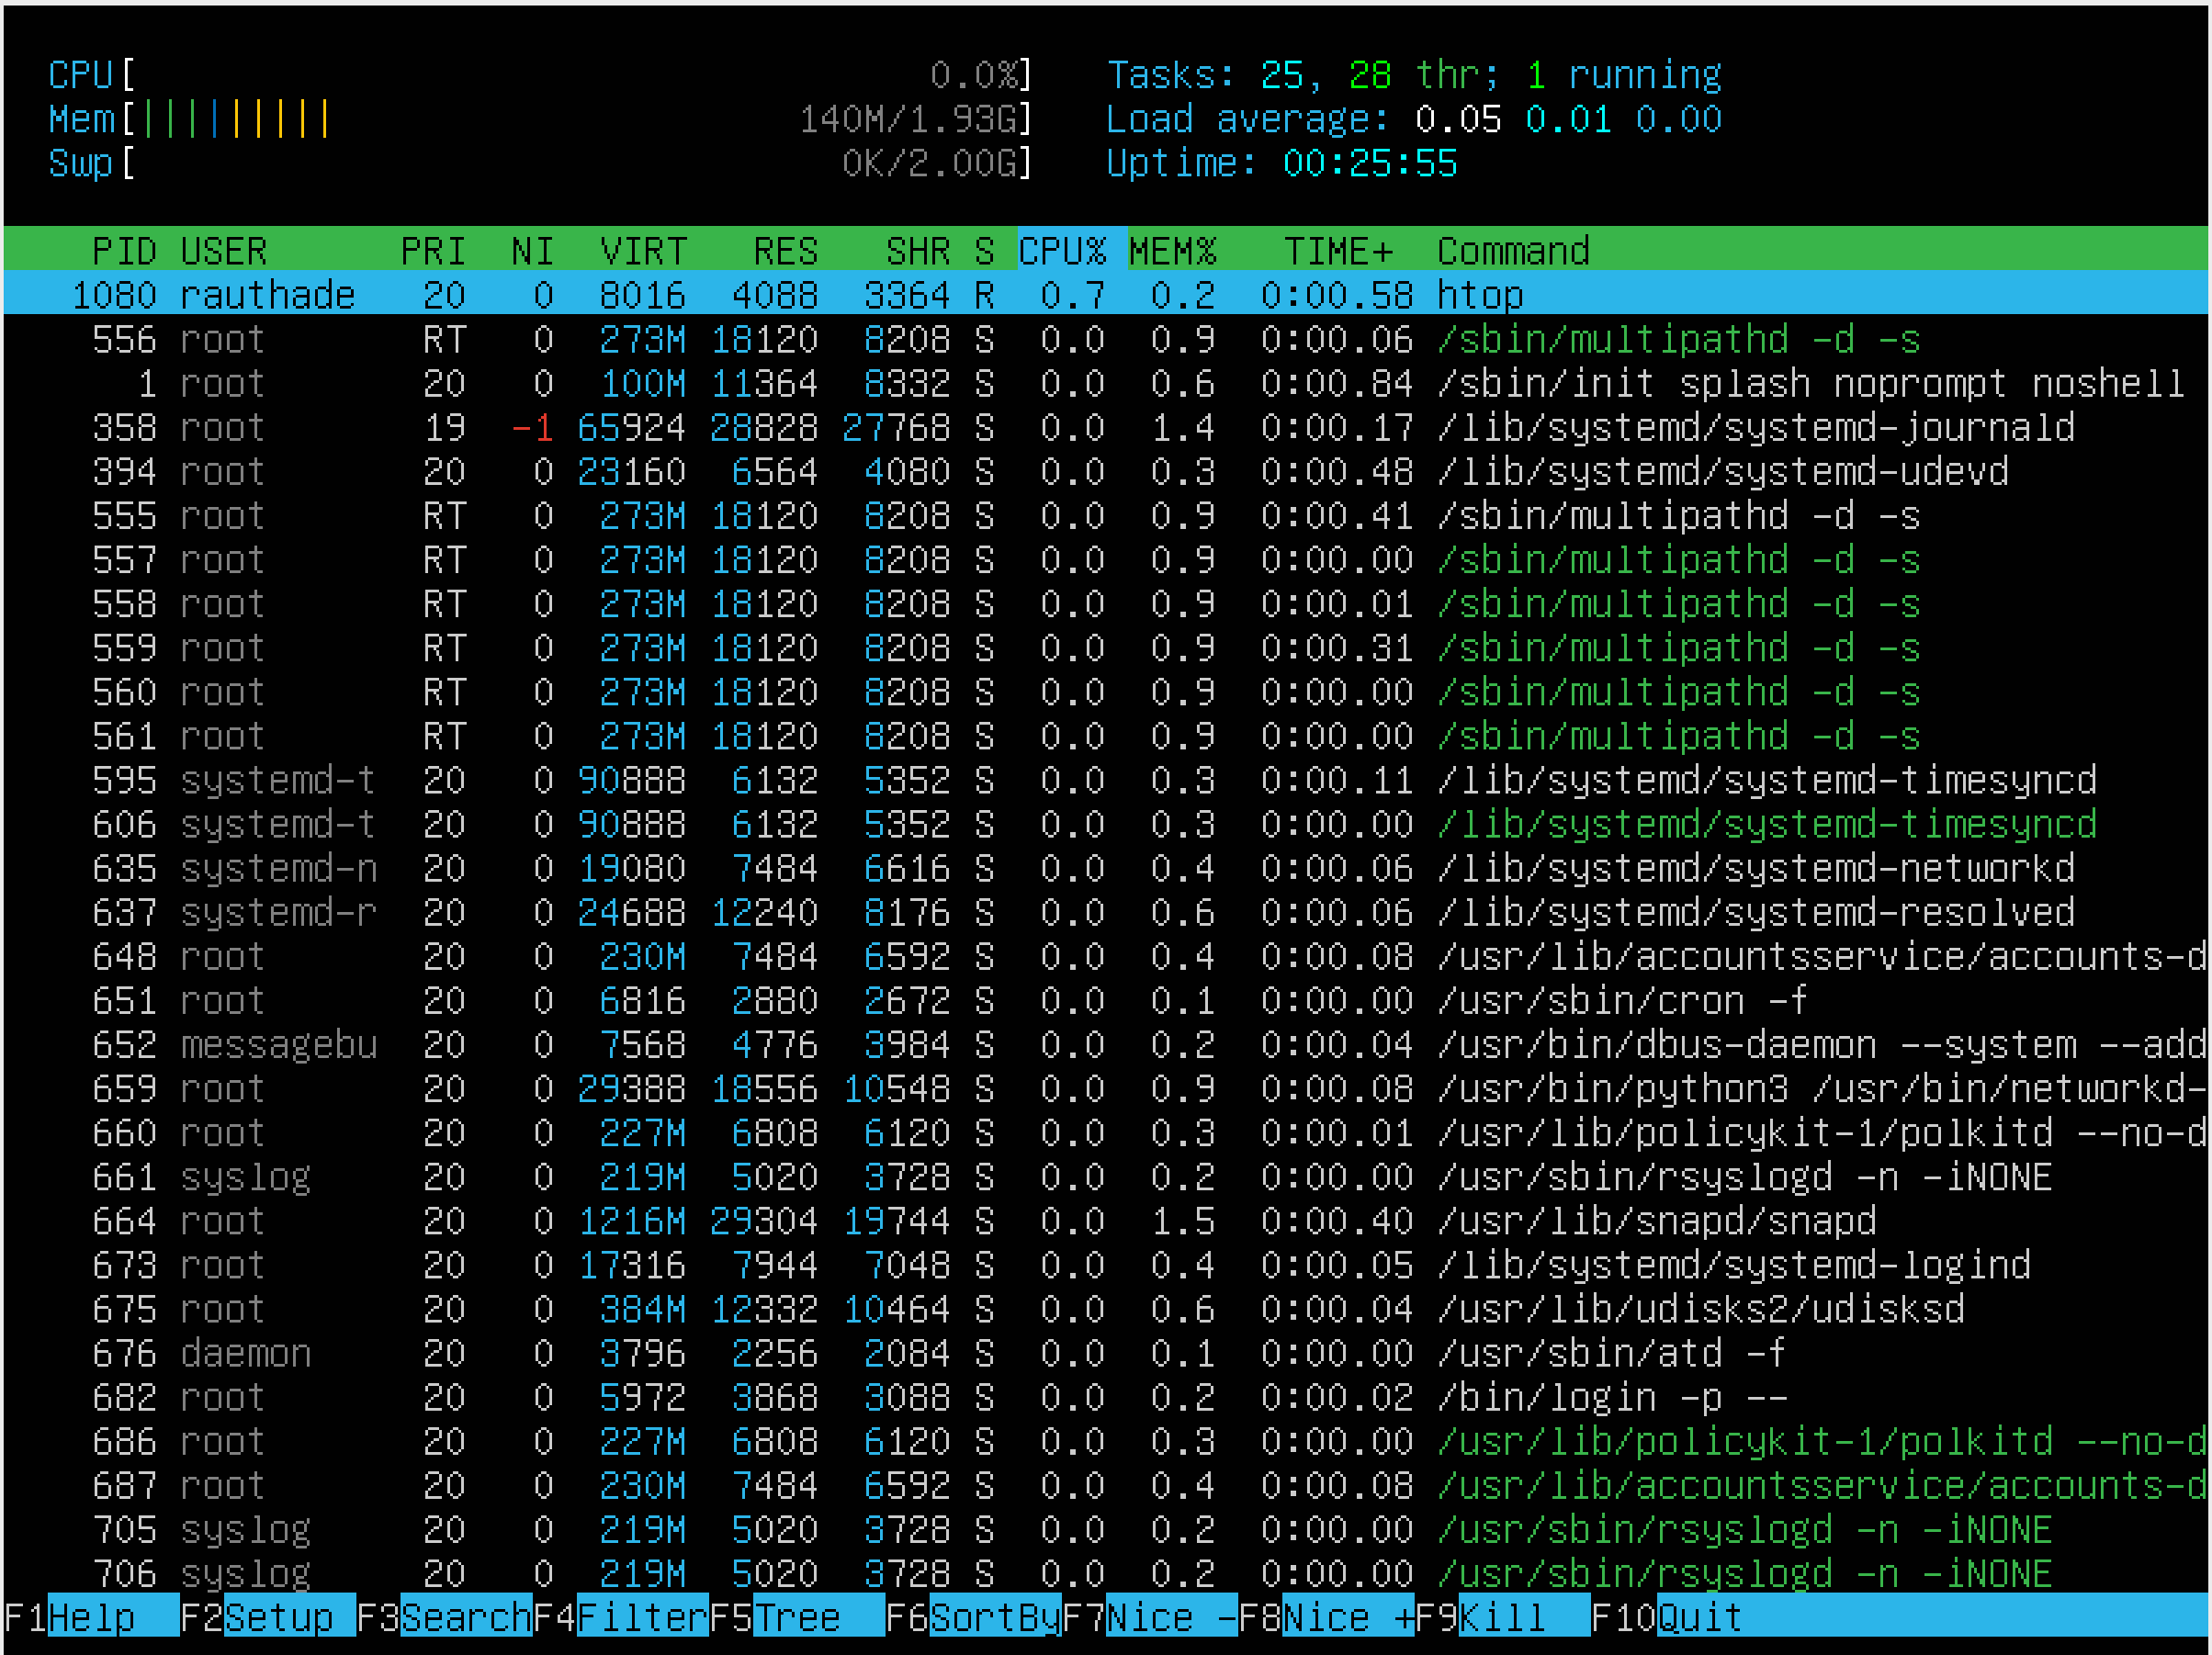 CPU[ 0.0%] Tasks: 25, 28 thr; 1 running
Mem[||||||||| 140M/1.93G] Load average: 0.05 0.01 0.00
Swp[ 0K/2.00G] Uptime: 00:25:55
PID USER PRI NI VIRT RES SHR S CPU% MEM% TIME+ Command
1080 rauthade 20 0 8016 4088 3364 R 0.7 0.2 0:00.58 htop
556 root RT 0 273M 18120 8208 S 0.0 0.9 0:00.06 /sbin/multipathd -d -s
1 root 20 0 100M 11364 8332 S 0.0 0.6 0:00.84 /sbin/init splash noprompt noshell
358 root 19 -1 65924 28828 27768 S 0.0 1.4 0:00.17 /lib/systemd/systemd-journald
394 root 20 0 23160 6564 4080 S 0.0 0.3 0:00.48 /lib/systemd/systemd-udevd
555 root RT 0 273M 18120 8208 S 0.0 0.9 0:00.41 /sbin/multipathd -d -s
557 root RT 0 273M 18120 8208 S 0.0 0.9 0:00.00 /sbin/multipathd -d -s
558 root RT 0 273M 18120 8208 S 0.0 0.9 0:00.01 /sbin/multipathd -d -s
559 root RT 0 273M 18120 8208 S 0.0 0.9 0:00.31 /sbin/multipathd -d -s
560 root RT 0 273M 18120 8208 S 0.0 0.9 0:00.00 /sbin/multipathd -d -s
561 root RT 0 273M 18120 8208 S 0.0 0.9 0:00.00 /sbin/multipathd -d -s
595 systemd-t 20 0 90888 6132 5352 S 0.0 0.3 0:00.11 /lib/systemd/systemd-timesyncd
606 systemd-t 20 0 90888 6132 5352 S 0.0 0.3 0:00.00 /lib/systemd/systemd-timesyncd
635 systemd-n 20 0 19080 7484 6616 S 0.0 0.4 0:00.06 /lib/systemd/systemd-networkd
637 systemd-r 20 0 24688 12240 8176 S 0.0 0.6 0:00.06 /lib/systemd/systemd-resolved
648 root 20 0 230M 7484 6592 S 0.0 0.4 0:00.08 /usr/lib/accountsservice/accounts-d
651 root 20 0 6816 2880 2672 S 0.0 0.1 0:00.00 /usr/sbin/cron -f
652 messagebu 20 0 7568 4776 3984 S 0.0 0.2 0:00.04 /usr/bin/dbus-daemon --system --add
659 root 20 0 29388 18556 10548 S 0.0 0.9 0:00.08 /usr/bin/python3 /usr/bin/networkd-
660 root 20 0 227M 6808 6120 S 0.0 0.3 0:00.01 /usr/lib/policykit-1/polkitd --no-d
661 syslog 20 0 219M 5020 3728 S 0.0 0.2 0:00.00 /usr/sbin/rsyslogd -n -iNONE
664 root 20 0 1216M 29304 19744 S 0.0 1.5 0:00.40 /usr/lib/snapd/snapd
673 root 20 0 17316 7944 7048 S 0.0 0.4 0:00.05 /lib/systemd/systemd-logind
675 root 20 0 384M 12332 10464 S 0.0 0.6 0:00.04 /usr/lib/udisks2/udisksd
676 daemon 20 0 3796 2256 2084 S 0.0 0.1 0:00.00 /usr/sbin/atd -f
682 root 20 0 5972 3868 3088 S 0.0 0.2 0:00.02 /bin/login -p --
686 root 20 0 227M 6808 6120 S 0.0 0.3 0:00.00 /usr/lib/policykit-1/polkitd --no-d
687 root 20 0 230M 7484 6592 S 0.0 0.4 0:00.08 /usr/lib/accountsservice/accounts-d
705 syslog 20 0 219M 5020 3728 S 0.0 0.2 0:00.00 /usr/sbin/rsyslogd -n -iNONE
706 syslog 20 0 219M 5020 3728 S 0.0 0.2 0:00.00 /usr/sbin/rsyslogd -n -iNONE
F1Help F2Setup F3SearchF4FilterF5Tree F6SortByF7Nice -F8Nice +F9Kill F10Quit